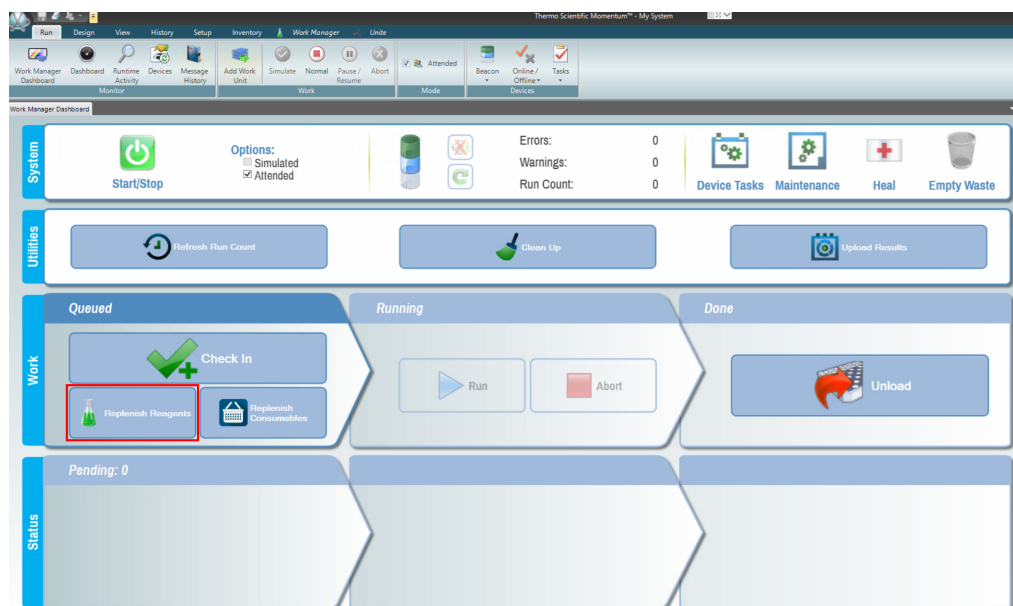 Thermo Scientific Momentum™ - My System
Run Design View History Setup Inventory Work Manager Unite
Work Manager Dashboard
Dashboard
Runtime Activity
Devices
Message History
Add Work Unit
Simulate
Normal
Pause / Resume
Abort
Attended
Beacon
Online / Offline
Tasks
Monitor
Work
Mode
Devices
Work Manager Dashboard
System
Start/Stop
Options:
Simulated
Attended
Errors: 0
Warnings: 0
Run Count: 0
Device Tasks
Maintenance
Heal
Empty Waste
Utilities
Refresh Run Count
Clean Up
Upload Results
Work
Queued
Running
Done
Check In
Replenish Reagents
Replenish
Consumables
Run
Abort
Unload
Status
Pending: 0